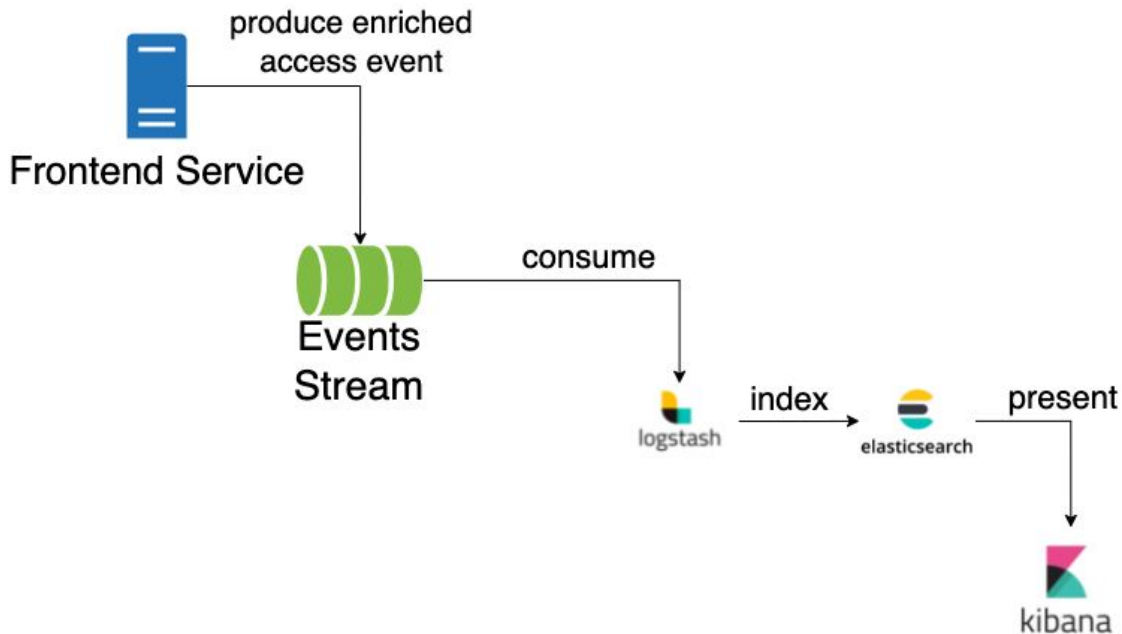 produce enriched
access event
Frontend Service
consume
Events
Stream
index
present
logstash
elasticsearch
kibana